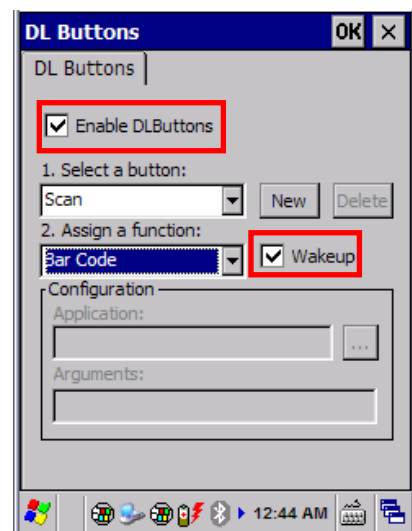 DL Buttons OK ×
DL Buttons
Enable DLButtons
1. Select a button:
Scan New Delete
2. Assign a function:
Bar Code Wakeup
Configuration
Application:
...
Arguments:
12:44 AM